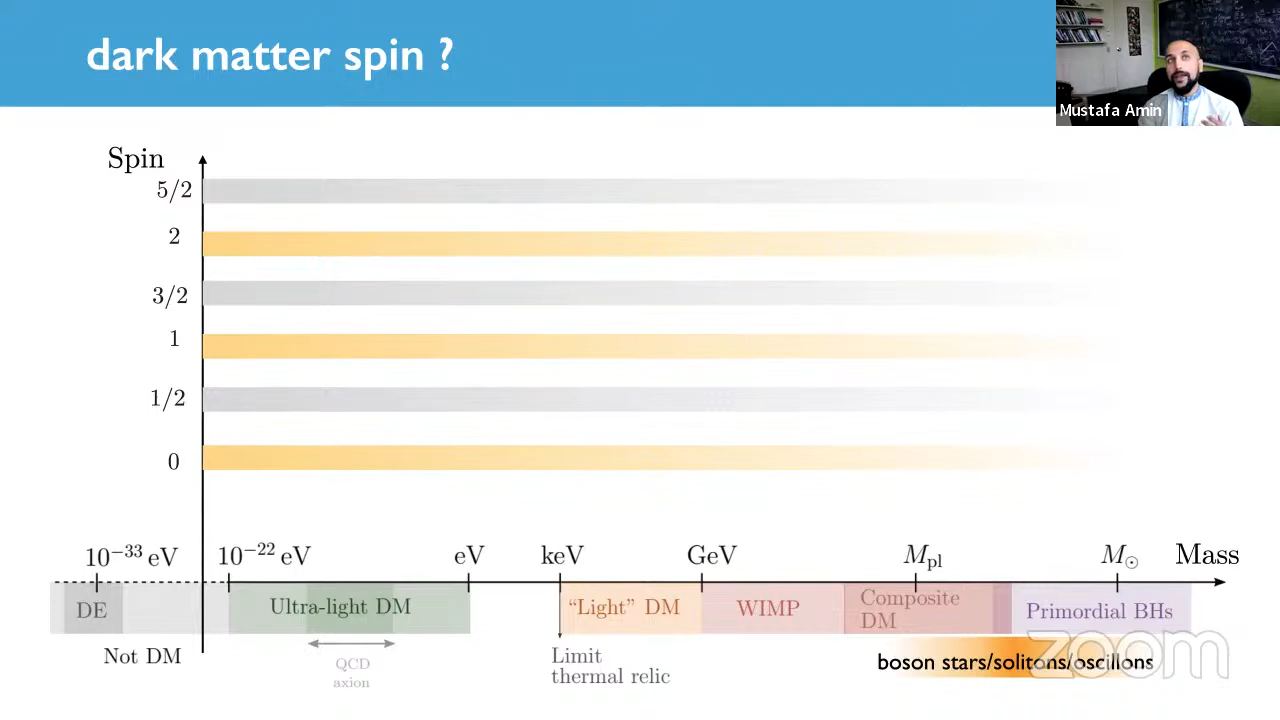 dark matter spin ?
Mustafa Amin
Spin
5/2
2
3/2
1
1/2
0
10⁻³³ eV
10⁻²² eV
eV
keV
GeV
M_pl
M_⊙
Mass
DE
Ultra-light DM
“Light” DM
WIMP
Composite
DM
Primordial BHs
Not DM
QCD
axion
Limit
thermal relic
boson stars/solitons/oscillons
zoom